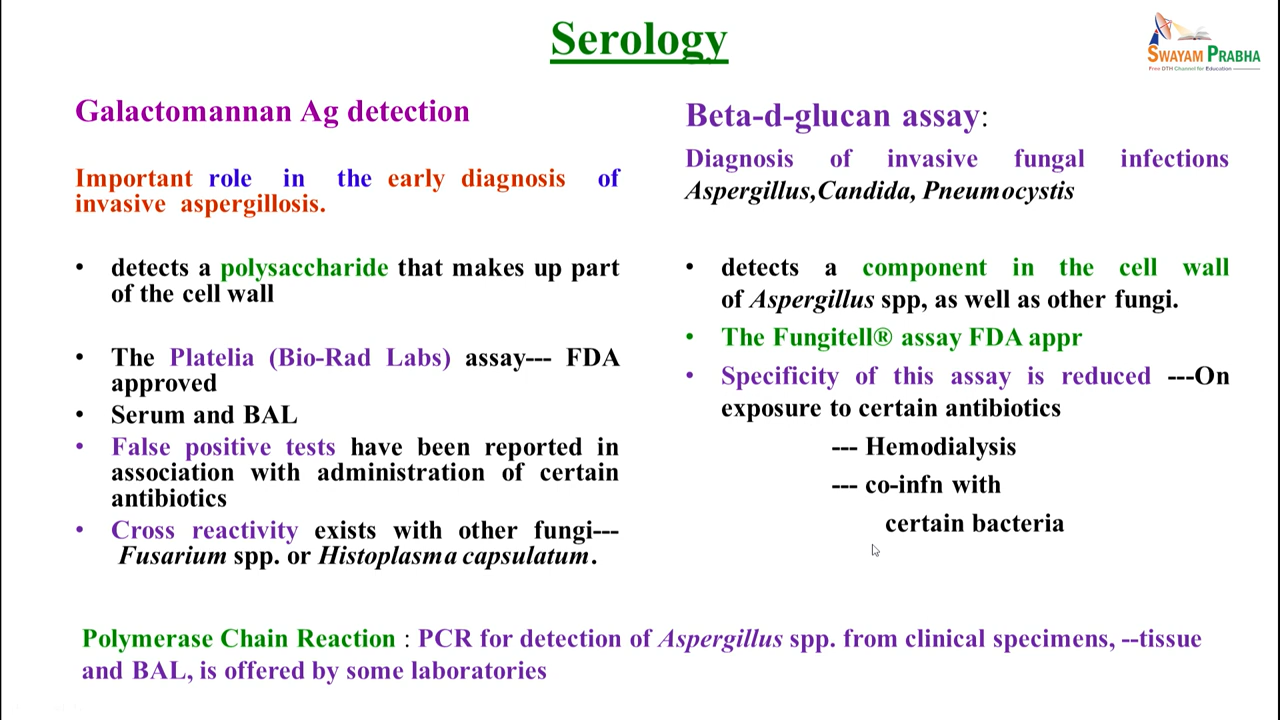 Serology
SWAYAM PRABHA
Free DTH Channel for Education
Galactomannan Ag detection
Important role in the early diagnosis of
invasive aspergillosis.
• detects a polysaccharide that makes up part
of the cell wall
• The Platelia (Bio-Rad Labs) assay--- FDA
approved
• Serum and BAL
• False positive tests have been reported in
association with administration of certain
antibiotics
• Cross reactivity exists with other fungi---
Fusarium spp. or Histoplasma capsulatum.
Beta-d-glucan assay:
Diagnosis of invasive fungal infections
Aspergillus,Candida, Pneumocystis
• detects a component in the cell wall
of Aspergillus spp, as well as other fungi.
• The Fungitell® assay FDA appr
• Specificity of this assay is reduced ---On
exposure to certain antibiotics
--- Hemodialysis
--- co-infn with
certain bacteria
Polymerase Chain Reaction : PCR for detection of Aspergillus spp. from clinical specimens, --tissue
and BAL, is offered by some laboratories